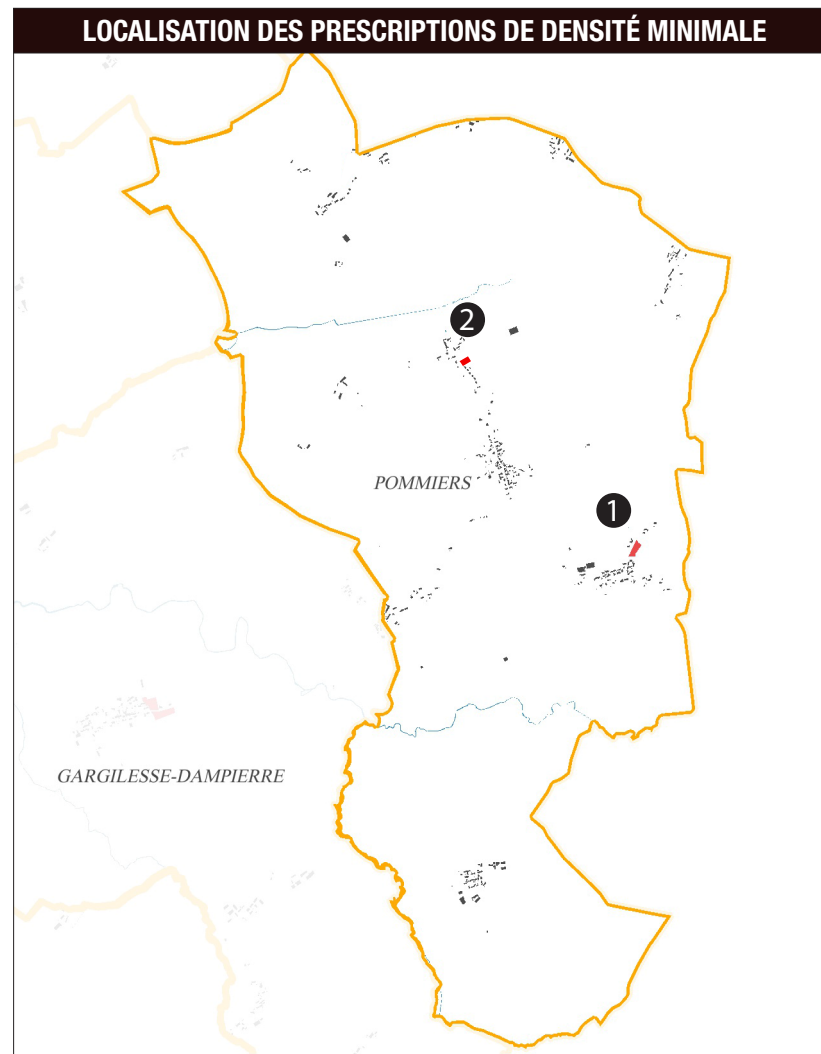 LOCALISATION DES PRESCRIPTIONS DE DENSITÉ MINIMALE
2
POMMIERS
1
GARGILESSE-DAMPIERRE